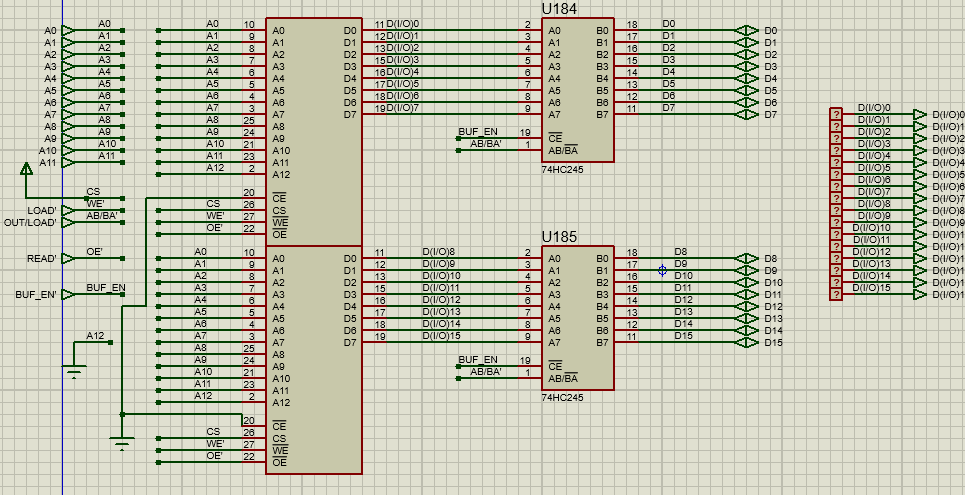 U184
A0 A0 A0 10 A0 D0 11 D(I/O)0 2 A0 B0 18 D0 D0
A1 A1 A1 9 A1 D1 12 D(I/O)1 3 A1 B1 17 D1 D1
A2 A2 A2 8 A2 D2 13 D(I/O)2 4 A2 B2 16 D2 D2
A3 A3 A3 7 A3 D3 15 D(I/O)3 5 A3 B3 15 D3 D3
A4 A4 A4 6 A4 D4 16 D(I/O)4 6 A4 B4 14 D4 D4
A5 A5 A5 5 A5 D5 17 D(I/O)5 7 A5 B5 13 D5 D5
A6 A6 A6 4 A6 D6 18 D(I/O)6 8 A6 B6 12 D6 D6
A7 A7 A7 3 A7 D7 19 D(I/O)7 9 A7 B7 11 D7 D7
A8 A8 A8 25 A8
A9 A9 A9 24 A9 BUF_EN 19 CE
A10 A10 A10 21 A10 AB/BA' 1 AB/BA
A11 A11 A11 23 A11
A12 2 A12 74HC245
CS 20 CE
LOAD' WE' CS 26 CS
OUT/LOAD' AB/BA' WE' 27 WE
OE' 22 OE
U185
READ' OE' A0 10 A0 D0 11 D(I/O)8 2 A0 B0 18 D8 D8
A1 9 A1 D1 12 D(I/O)9 3 A1 B1 17 D9 D9
A2 8 A2 D2 13 D(I/O)10 4 A2 B2 16 D10 D10
BUF_EN' BUF_EN A3 7 A3 D3 15 D(I/O)11 5 A3 B3 15 D11 D11
A4 6 A4 D4 16 D(I/O)12 6 A4 B4 14 D12 D12
A5 5 A5 D5 17 D(I/O)13 7 A5 B5 13 D13 D13
A6 4 A6 D6 18 D(I/O)14 8 A6 B6 12 D14 D14
A12 A7 3 A7 D7 19 D(I/O)15 9 A7 B7 11 D15 D15
A8 25 A8
A9 24 A9 BUF_EN 19 CE
A10 21 A10 AB/BA' 1 AB/BA
A11 23 A11
A12 2 A12 74HC245
20 CE
CS 26 CS
WE' 27 WE
OE' 22 OE
? D(I/O)0 D(I/O)0
? D(I/O)1 D(I/O)1
? D(I/O)2 D(I/O)2
? D(I/O)3 D(I/O)3
? D(I/O)4 D(I/O)4
? D(I/O)5 D(I/O)5
? D(I/O)6 D(I/O)6
? D(I/O)7 D(I/O)7
? D(I/O)8 D(I/O)8
? D(I/O)9 D(I/O)9
? D(I/O)10 D(I/O)1
? D(I/O)11 D(I/O)1
? D(I/O)12 D(I/O)1
? D(I/O)13 D(I/O)1
? D(I/O)14 D(I/O)1
? D(I/O)15 D(I/O)1